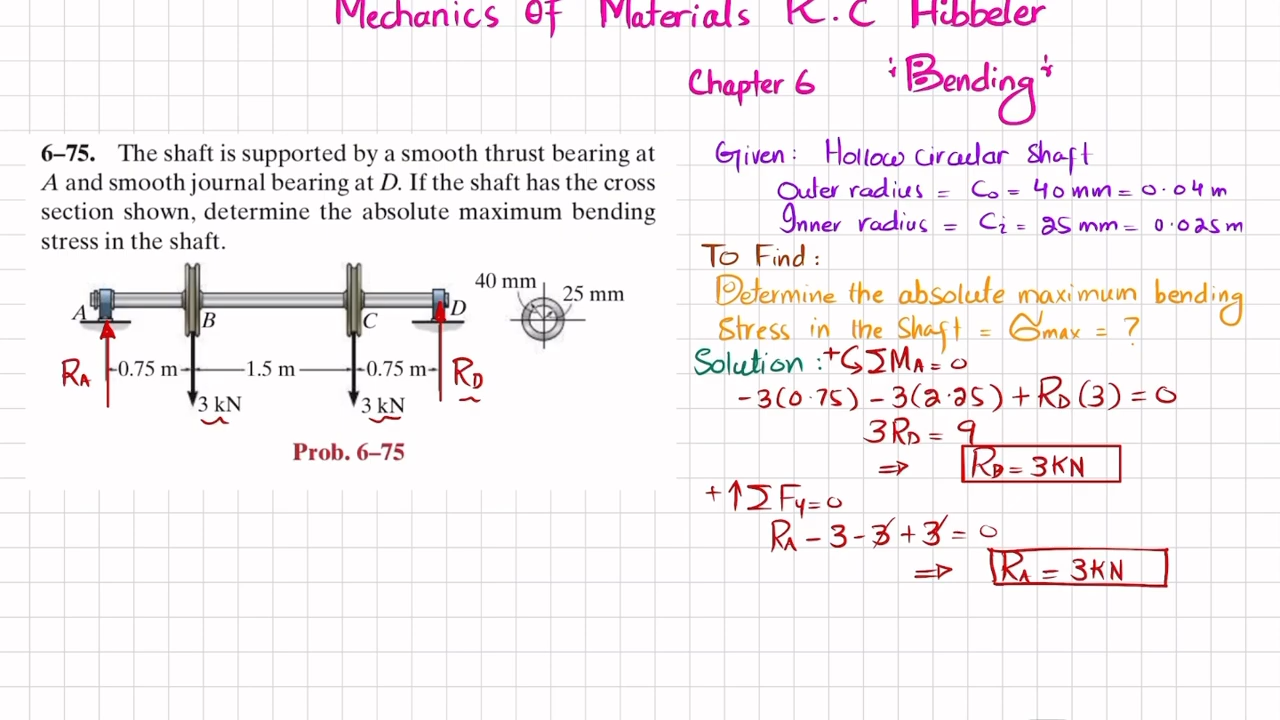 Mechanics Of Materials R.C Hibbeler
Chapter 6 "Bending"
6–75. The shaft is supported by a smooth thrust bearing at
A and smooth journal bearing at D. If the shaft has the cross
section shown, determine the absolute maximum bending
stress in the shaft.
A
B
C
D
40 mm
25 mm
RA
0.75 m
1.5 m
0.75 m
RD
3 kN
3 kN
Prob. 6–75
Given: Hollow circular shaft
Outer radius = Co = 40 mm = 0.04 m
Inner radius = Ci = 25 mm = 0.025 m
To Find:
Determine the absolute maximum bending
Stress in the Shaft = σmax = ?
Solution: +↺ΣMA = 0
-3(0.75) - 3(2.25) + RD(3) = 0
3RD = 9
⇒ RD = 3KN
+↑ΣFy = 0
RA - 3 - 3 + 3 = 0
⇒ RA = 3KN